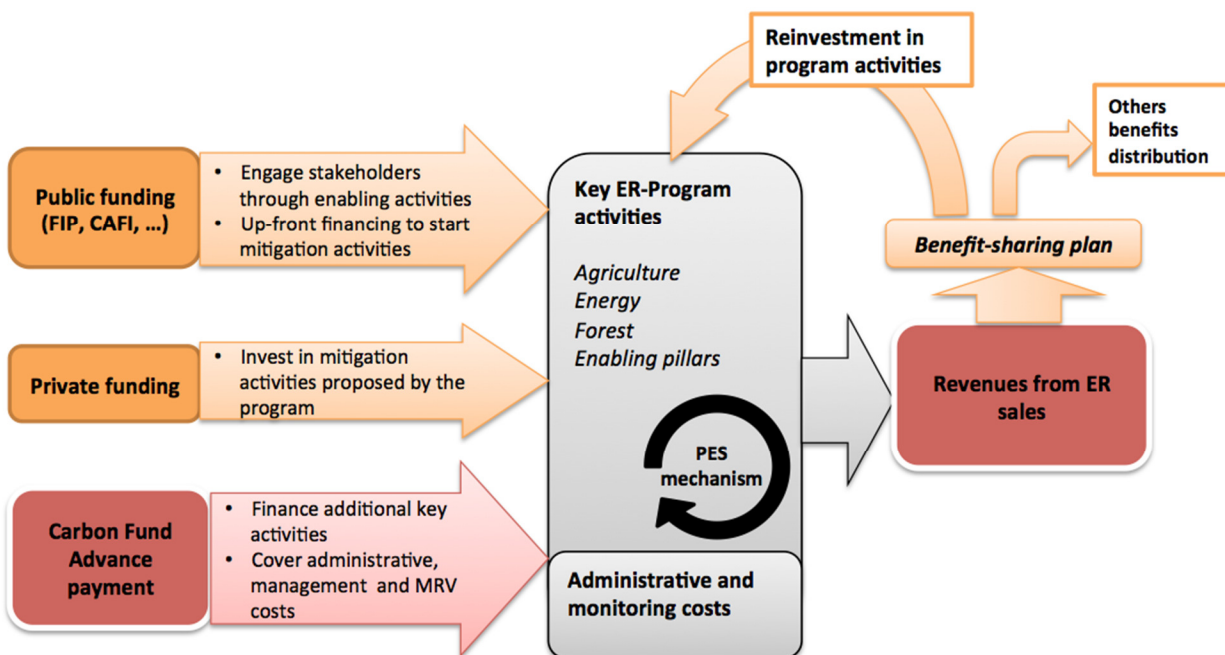 Reinvestment in
program activities
Others
benefits
distribution
Public funding
(FIP, CAFI, ...)
• Engage stakeholders
through enabling activities
• Up-front financing to start
mitigation activities
Key ER-Program
activities
Agriculture
Energy
Forest
Enabling pillars
Benefit-sharing plan
Private funding
• Invest in mitigation
activities proposed by the
program
Revenues from ER
sales
PES
mechanism
Carbon Fund
Advance
payment
• Finance additional key
activities
• Cover administrative,
management and MRV
costs
Administrative and
monitoring costs